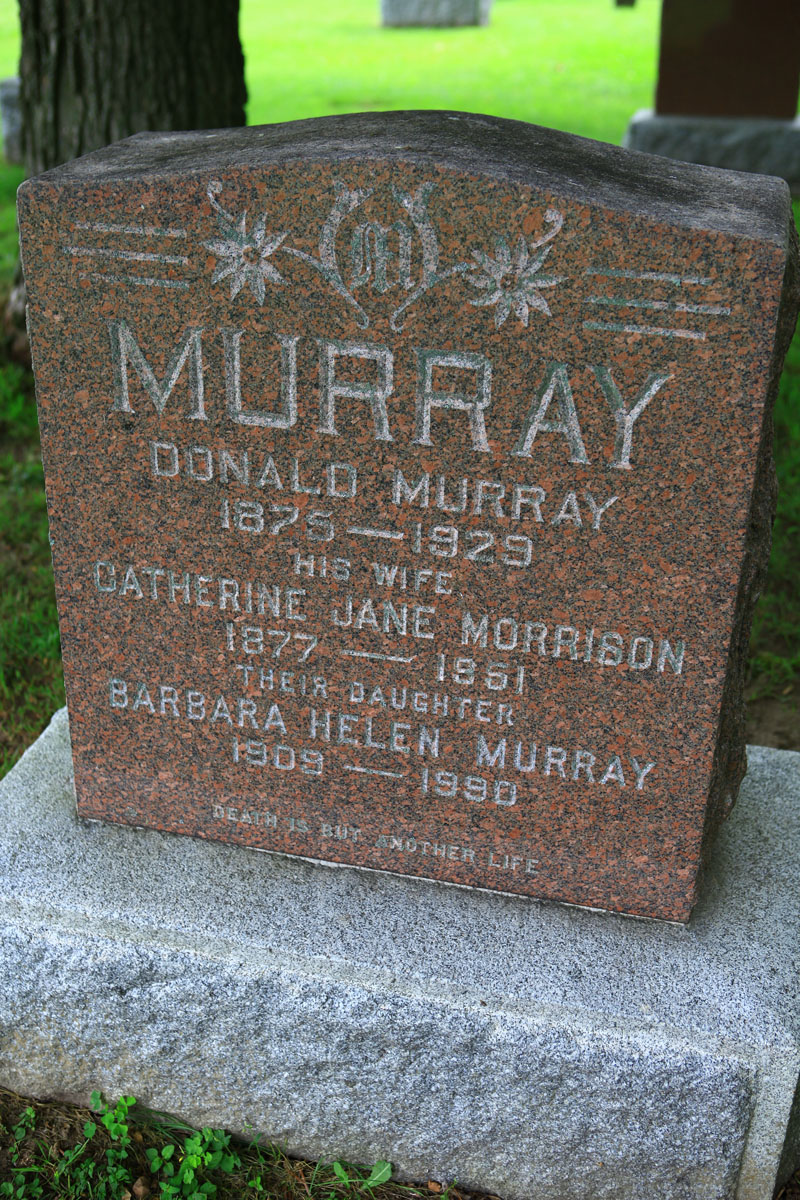 M
MURRAY
DONALD MURRAY
1875 — 1929
HIS WIFE
CATHERINE JANE MORRISON
1877 — 1951
THEIR DAUGHTER
BARBARA HELEN MURRAY
1909 — 1990
DEATH IS BUT ANOTHER LIFE